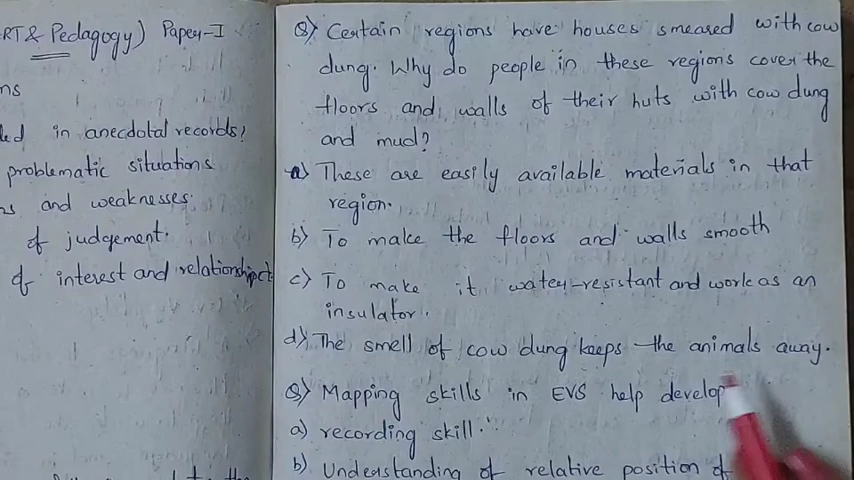 RT & Pedagogy) Paper-I
ns
ed in anecdotal records?
problematic situations
and weaknesses.
of judgement.
of interest and relationship
Q) Certain regions have houses smeared with cow
dung. Why do people in these regions cover the
floors and walls of their huts with cow dung
and mud?
a) These are easily available materials in that
region.
b) To make the floors and walls smooth
c) To make it water-resistant and work as an
insulator.
d) The smell of cow dung keeps the animals away.
Q) Mapping skills in EVS help develop
a) recording skill.
b) Understanding of relative position of